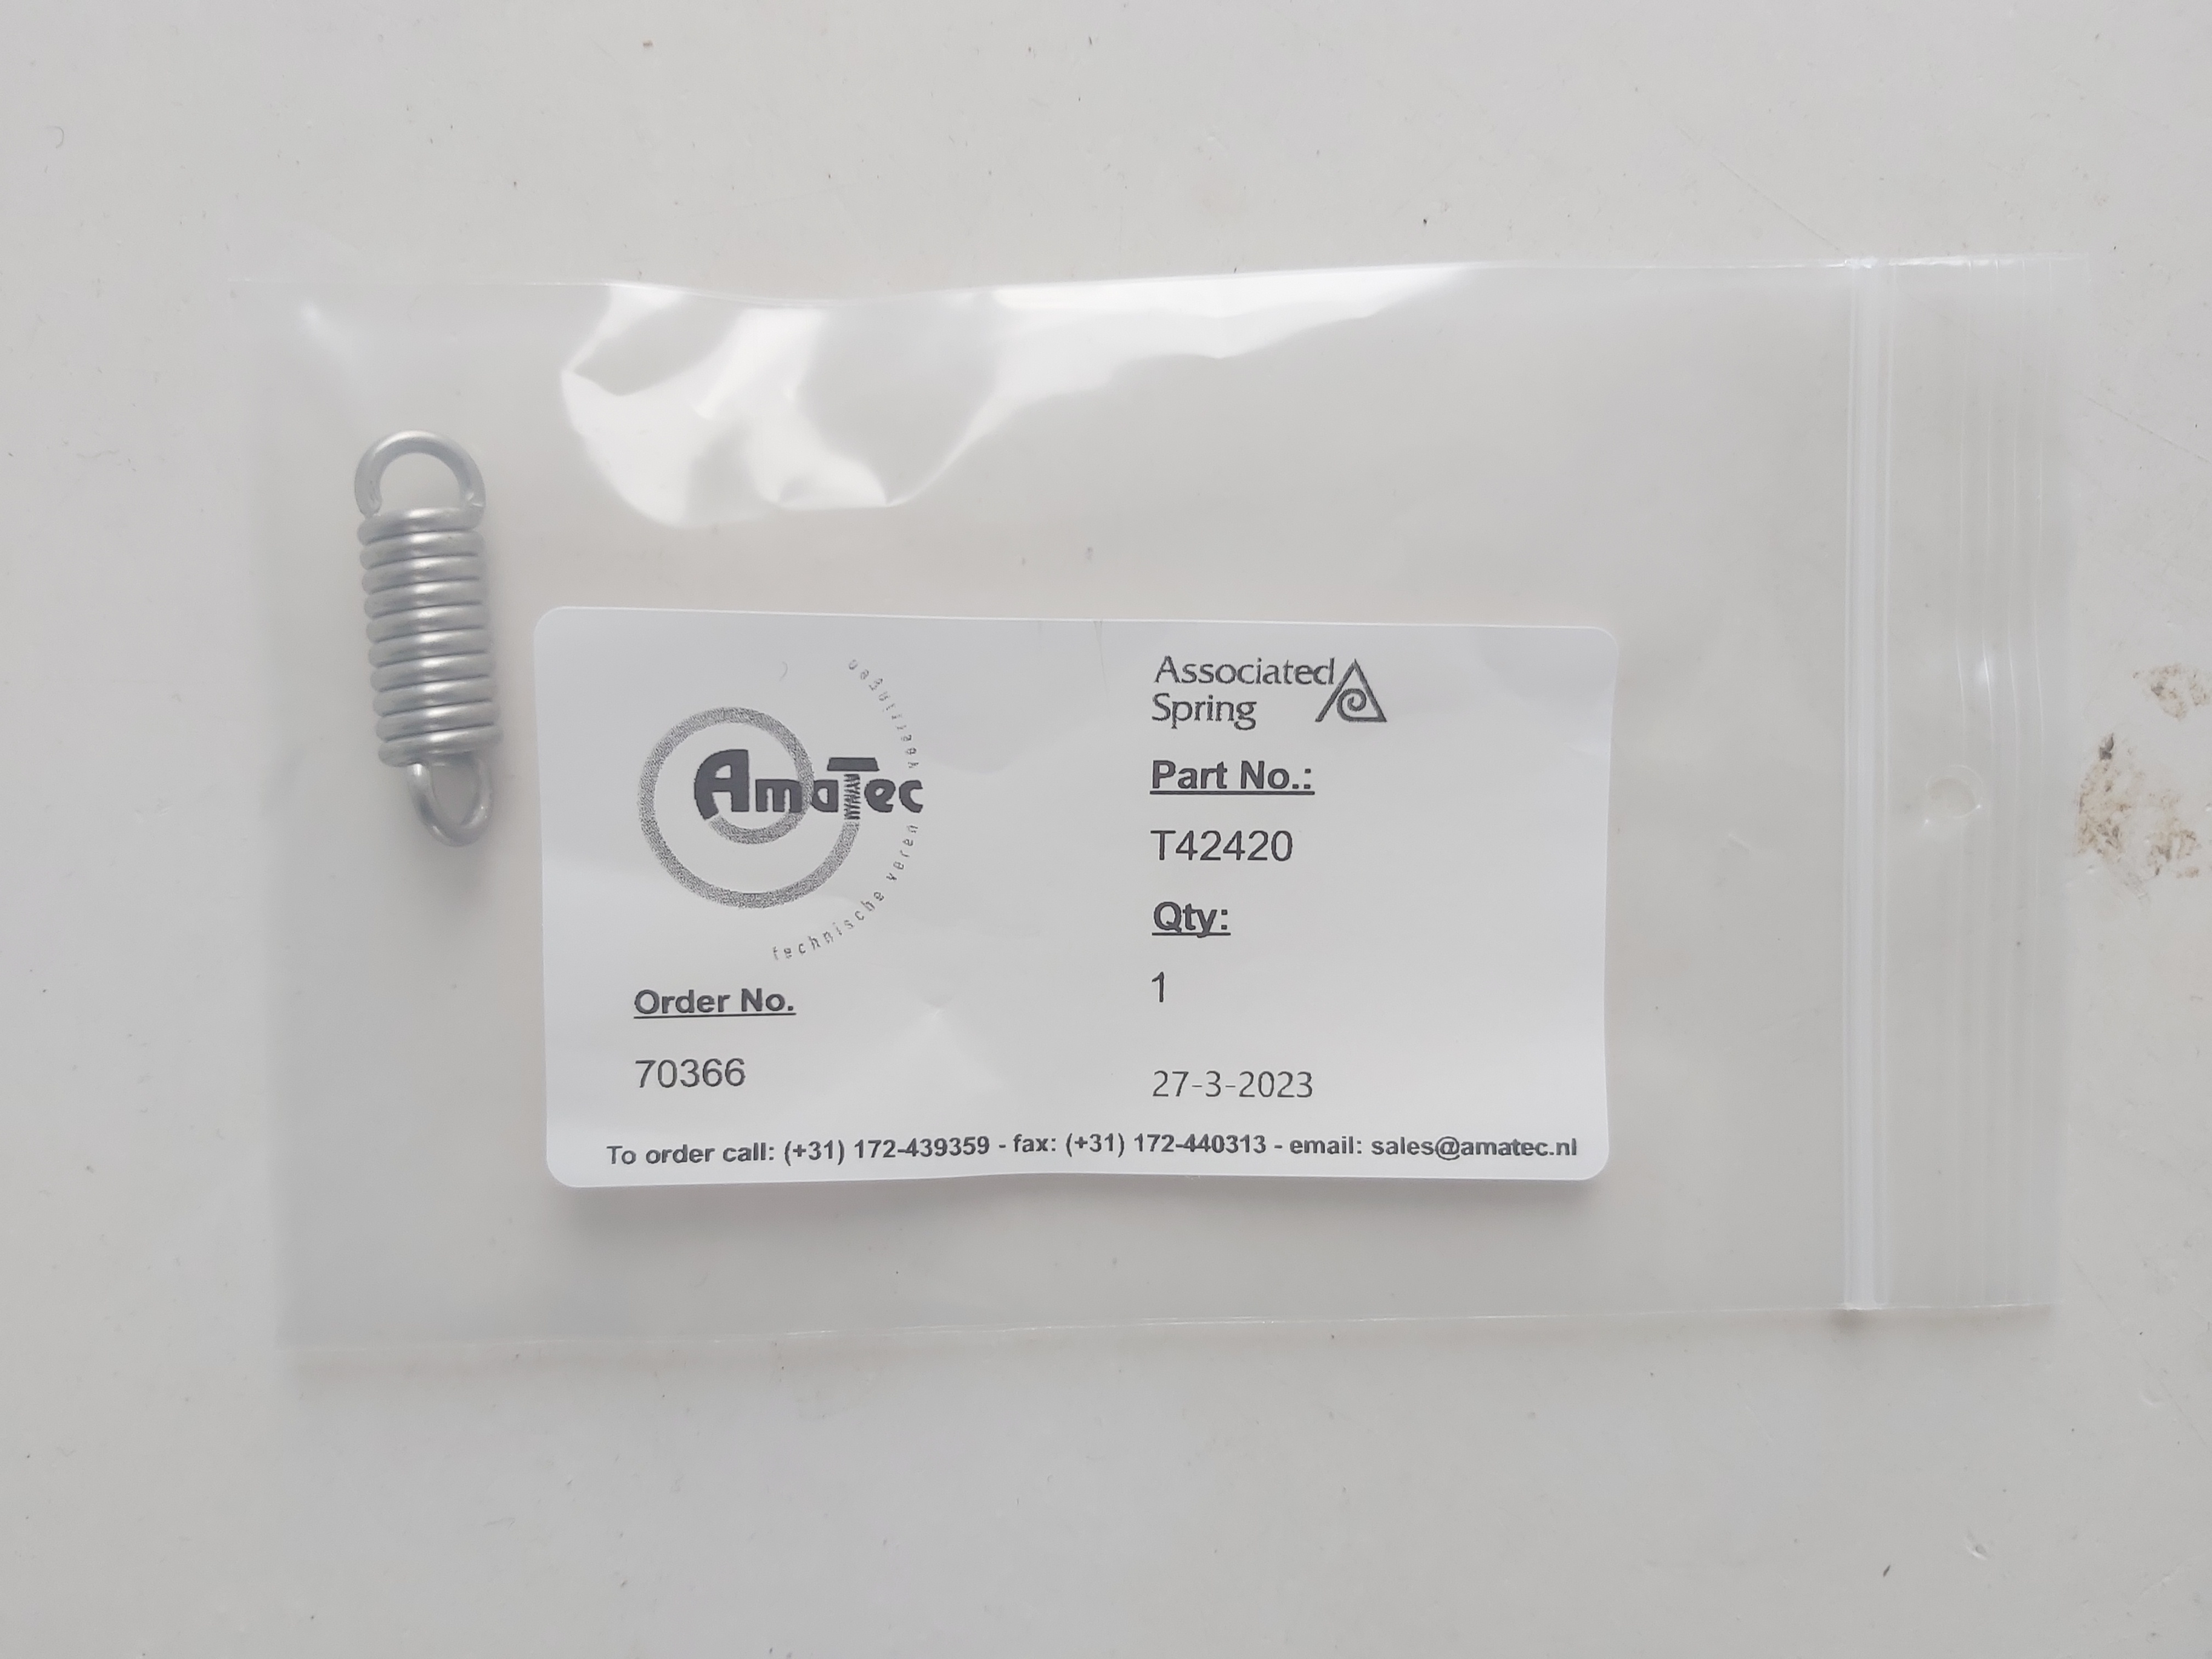 AmaTec
technische veren
veerringen
Order No.
70366
Associated
Spring
Part No.:
T42420
Qty:
1
27-3-2023
To order call: (+31) 172-439359 - fax: (+31) 172-440313 - email: sales@amatec.nl